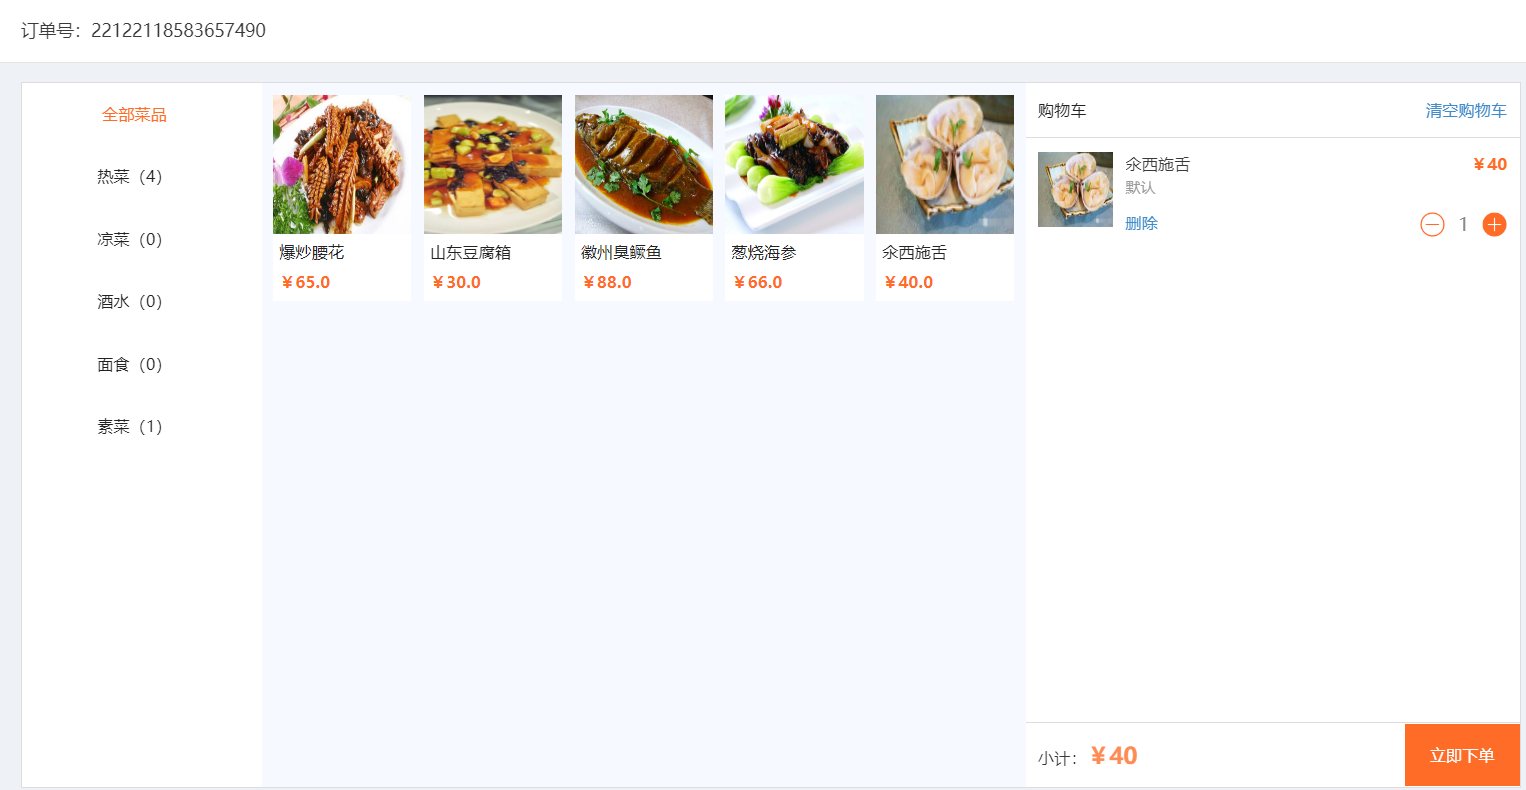 订单号：22122118583657490
全部菜品
热菜（4）
凉菜（0）
酒水（0）
面食（0）
素菜（1）
爆炒腰花
￥65.0
山东豆腐箱
￥30.0
徽州臭鳜鱼
￥88.0
葱烧海参
￥66.0
汆西施舌
￥40.0
购物车
清空购物车
汆西施舌
￥40
默认
删除
1
小计：￥40
立即下单